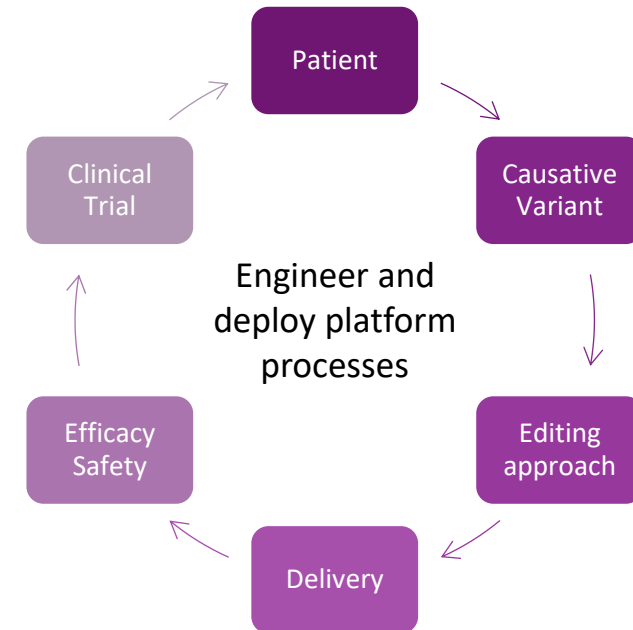 Patient
Causative
Variant
Editing
approach
Delivery
Efficacy
Safety
Clinical
Trial
Engineer and
deploy platform
processes